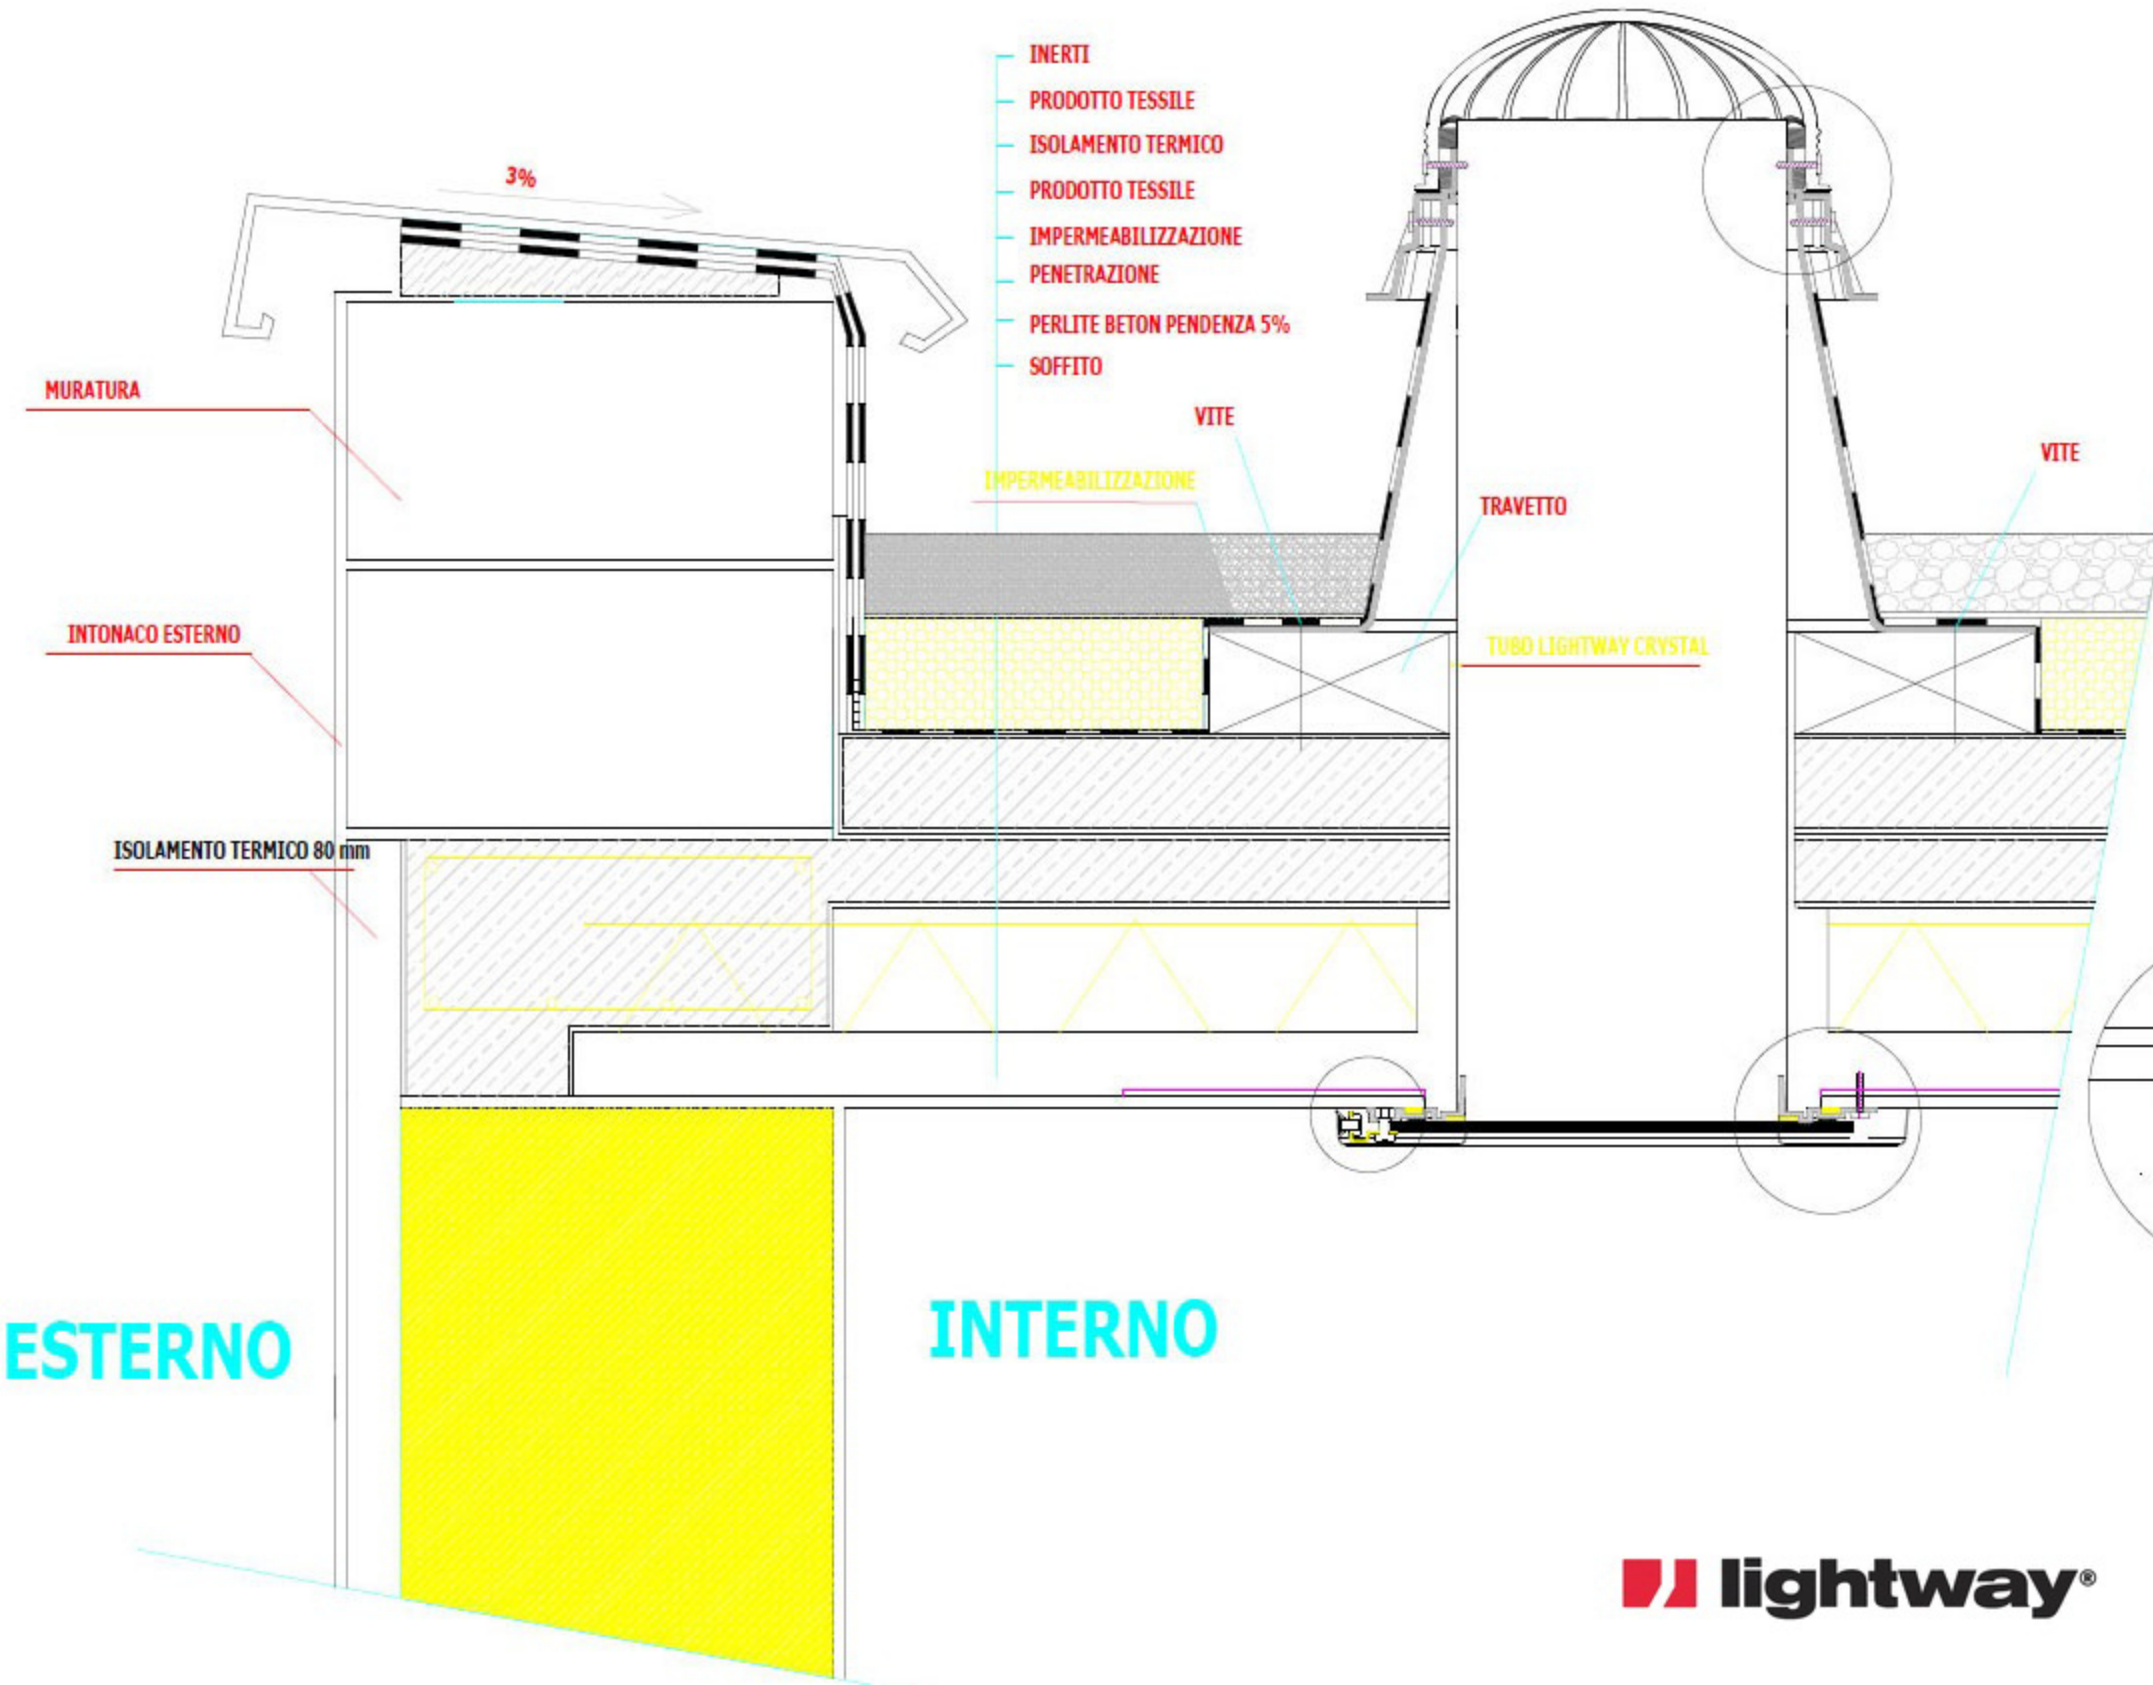 INERTI
PRODOTTO TESSILE
ISOLAMENTO TERMICO
PRODOTTO TESSILE
IMPERMEABILIZZAZIONE
PENETRAZIONE
PERLITE BETON PENDENZA 5%
SOFFITO
3%
MURATURA
VITE
IMPERMEABILIZZAZIONE
TRAVETTO
VITE
INTONACO ESTERNO
TUBO LIGHTWAY CRYSTAL
ISOLAMENTO TERMICO 80 mm
ESTERNO
INTERNO
lightway®